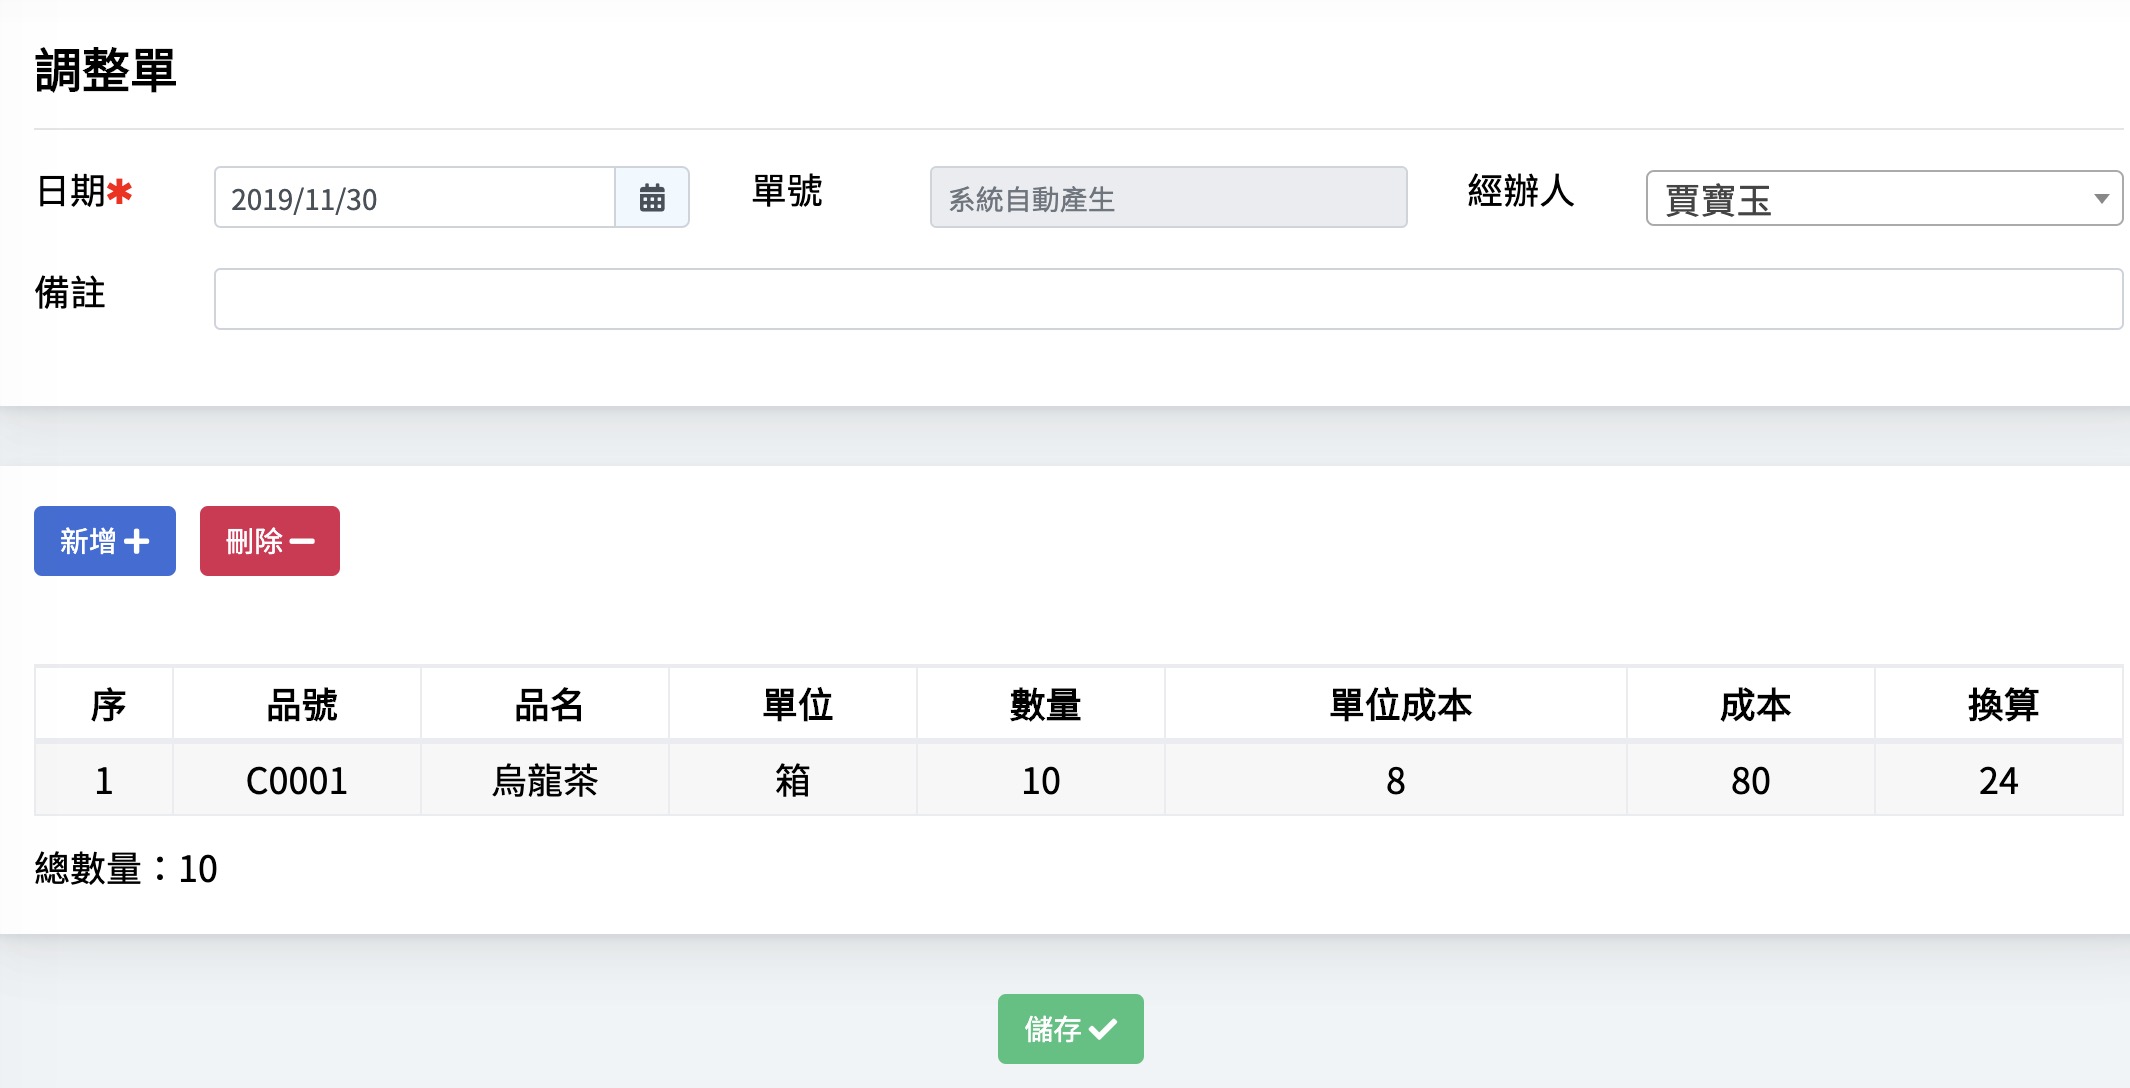 調整單
日期* 2019/11/30 單號 系統自動產生 經辦人 賈寶玉
備註
新增 刪除
序 品號 品名 單位 數量 單位成本 成本 換算
1 C0001 烏龍茶 箱 10 8 80 24
總數量：10
儲存